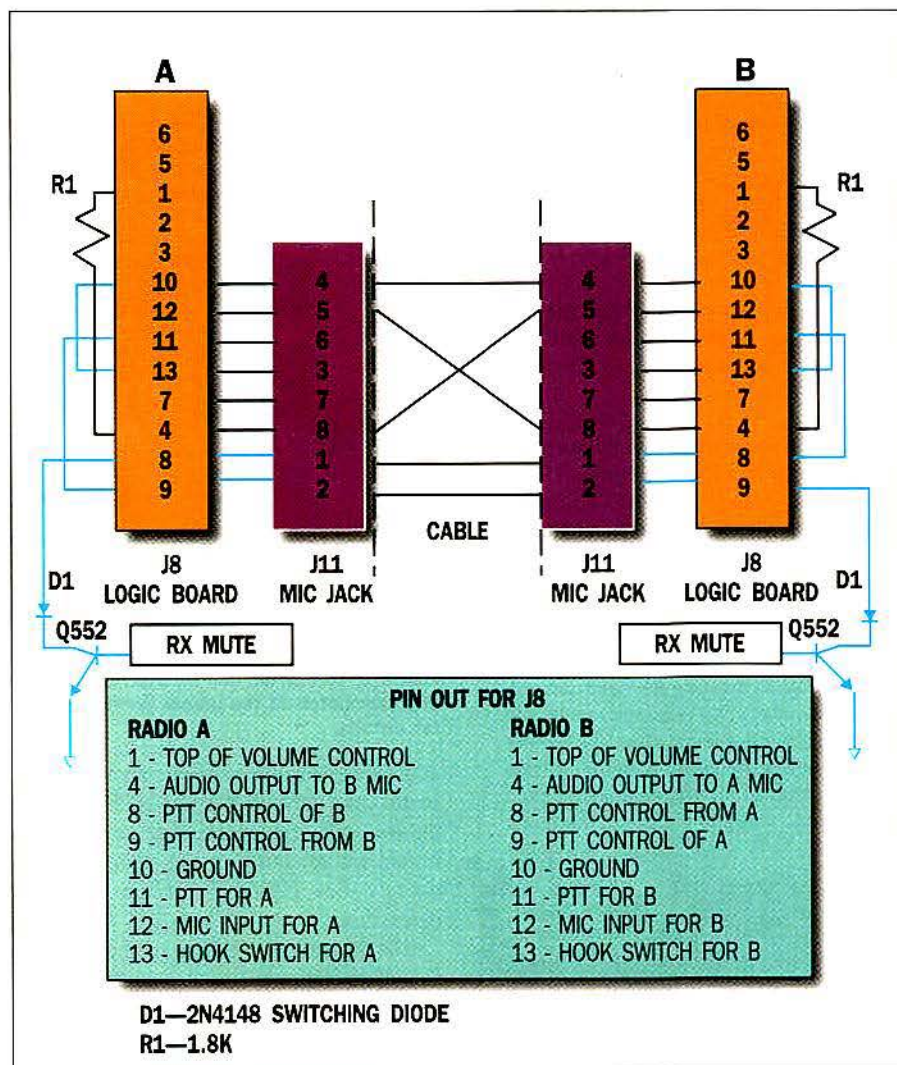 A
B
6
5
1
2
3
10
12
11
13
7
4
8
9
R1
4
5
6
3
7
8
1
2
CABLE
4
5
6
3
7
8
1
2
6
5
1
2
3
10
12
11
13
7
4
8
9
R1
J8
LOGIC BOARD
J11
MIC JACK
J11
MIC JACK
J8
LOGIC BOARD
D1
D1
Q552
RX MUTE
RX MUTE
Q552
PIN OUT FOR J8
RADIO A
1 - TOP OF VOLUME CONTROL
4 - AUDIO OUTPUT TO B MIC
8 - PTT CONTROL OF B
9 - PTT CONTROL FROM B
10 - GROUND
11 - PTT FOR A
12 - MIC INPUT FOR A
13 - HOOK SWITCH FOR A
RADIO B
1 - TOP OF VOLUME CONTROL
4 - AUDIO OUTPUT TO A MIC
8 - PTT CONTROL FROM A
9 - PTT CONTROL OF A
10 - GROUND
11 - PTT FOR B
12 - MIC INPUT FOR B
13 - HOOK SWITCH FOR B
D1—2N4148 SWITCHING DIODE
R1—1.8K